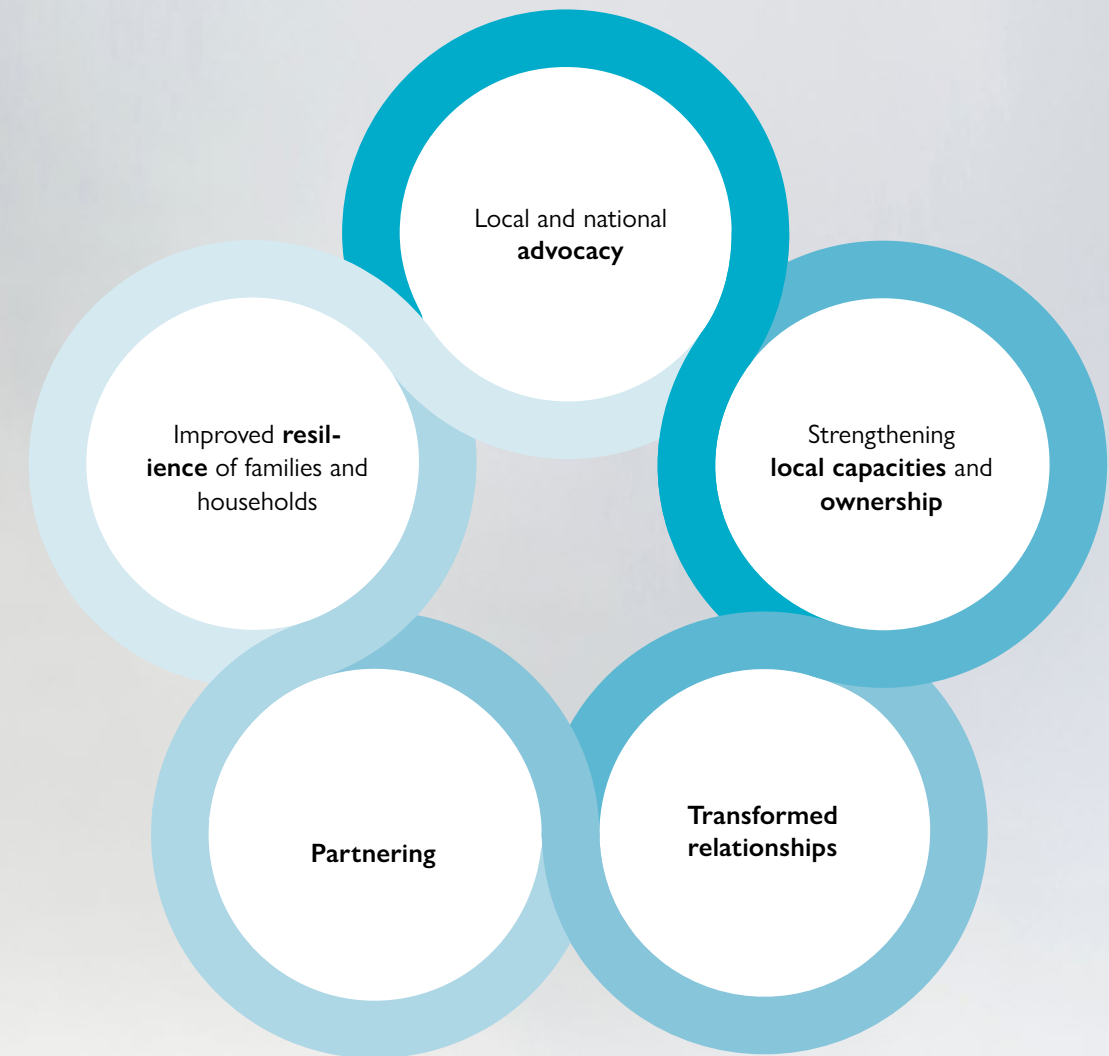 Local and national
advocacy
Strengthening
local capacities and
ownership
Transformed
relationships
Partnering
Improved resil-
ience of families and
households